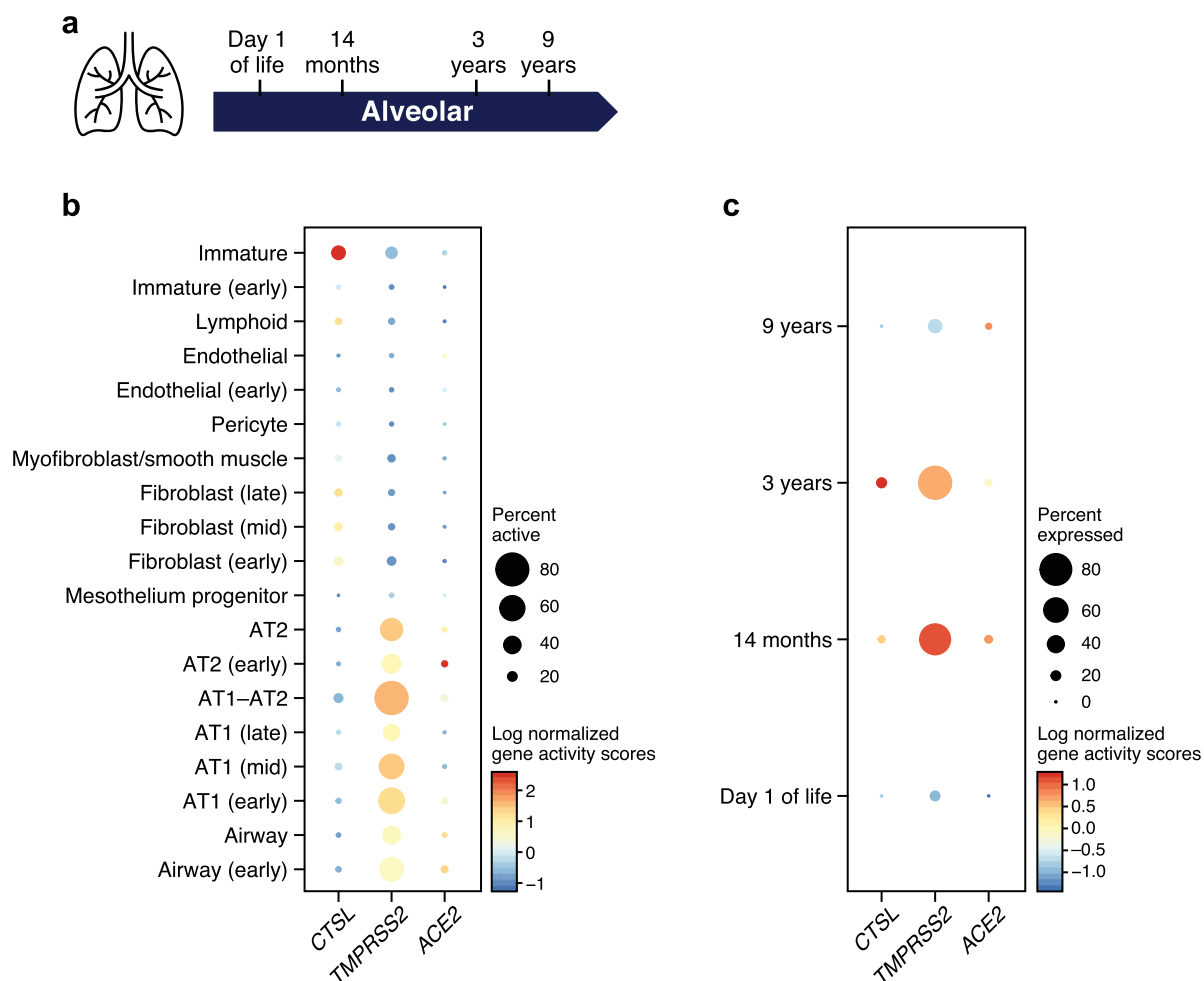 a
Day 1
of life
14
months
3
years
9
years
Alveolar
b
Immature
Immature (early)
Lymphoid
Endothelial
Endothelial (early)
Pericyte
Myofibroblast/smooth muscle
Fibroblast (late)
Fibroblast (mid)
Fibroblast (early)
Mesothelium progenitor
AT2
AT2 (early)
AT1–AT2
AT1 (late)
AT1 (mid)
AT1 (early)
Airway
Airway (early)
CTSL
TMPRSS2
ACE2
Percent
active
80
60
40
20
Log normalized
gene activity scores
2
1
0
−1
c
9 years
3 years
14 months
Day 1 of life
CTSL
TMPRSS2
ACE2
Percent
expressed
80
60
40
20
0
Log normalized
gene activity scores
1.0
0.5
0.0
−0.5
−1.0